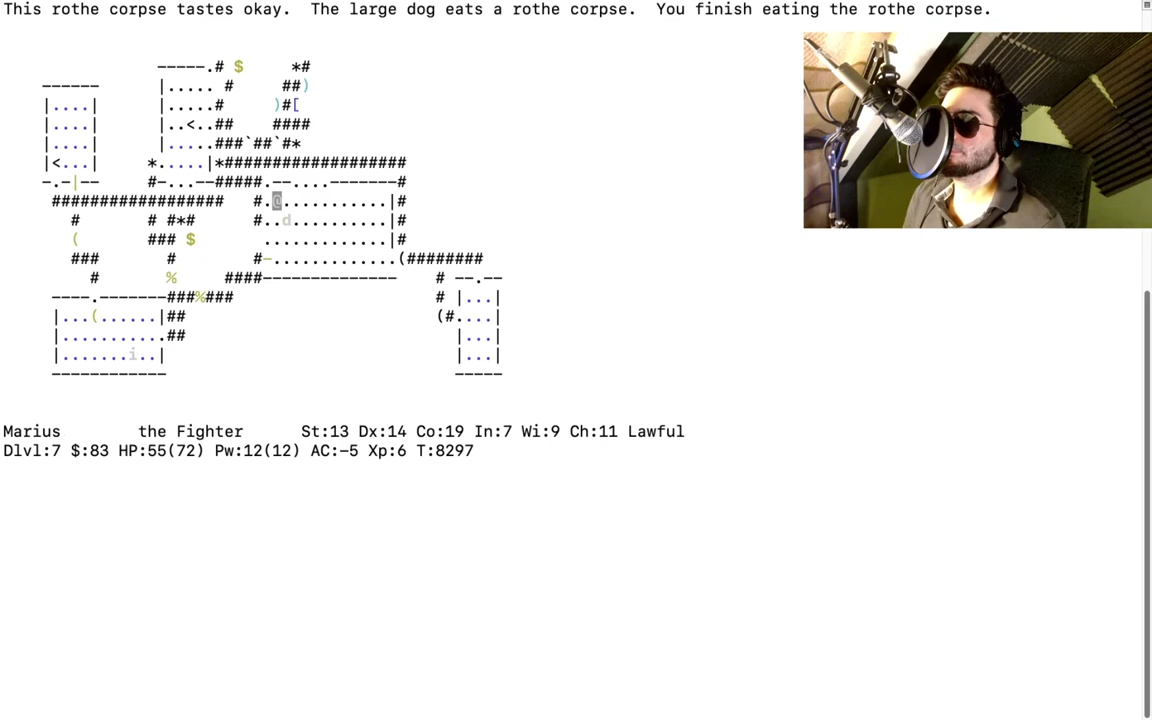 This rothe corpse tastes okay.  The large dog eats a rothe corpse.  You finish eating the rothe corpse.
-----.# $    *#
------ |..... #     ##)
|....| |.....#     )#[
|....| |..<..##    ####
|....| |.....###`##`#*
|<...| *.....|*###################
-.-|-- #-...--#####.--....-------#
################## #.@...........|#
# # #*# #..d..........|#
( ### $ .............|#
### # #-.............(########
# % ####-------------- # --.--
----.-------###%### # |...|
|...(......|## (#.....|
|...........## |...|
|.......i..| |...|
------------ -----
Marius        the Fighter       St:13 Dx:14 Co:19 In:7 Wi:9 Ch:11 Lawful
Dlvl:7 $:83 HP:55(72) Pw:12(12) AC:-5 Xp:6 T:8297